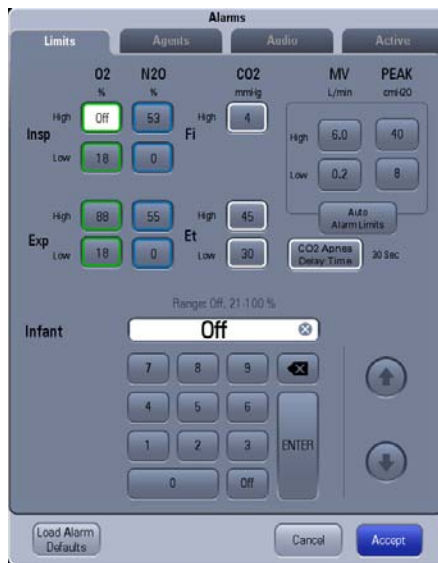 Alarms
Limits Agents Audio Active
O2 N2O CO2 MV PEAK
% % mmHg L/min cmH2O
High Off 53 High 4 High 6.0 40
Insp Fi
Low 18 0 Low 0.2 8
High 88 55 High 45 Auto Alarm Limits
Exp Et
Low 18 0 Low 30 CO2 Apnea Delay Time 30 Sec
Range: Off, 21-100 %
Infant Off
7 8 9
4 5 6
1 2 3 ENTER
0 Off
Load Alarm Defaults Cancel Accept